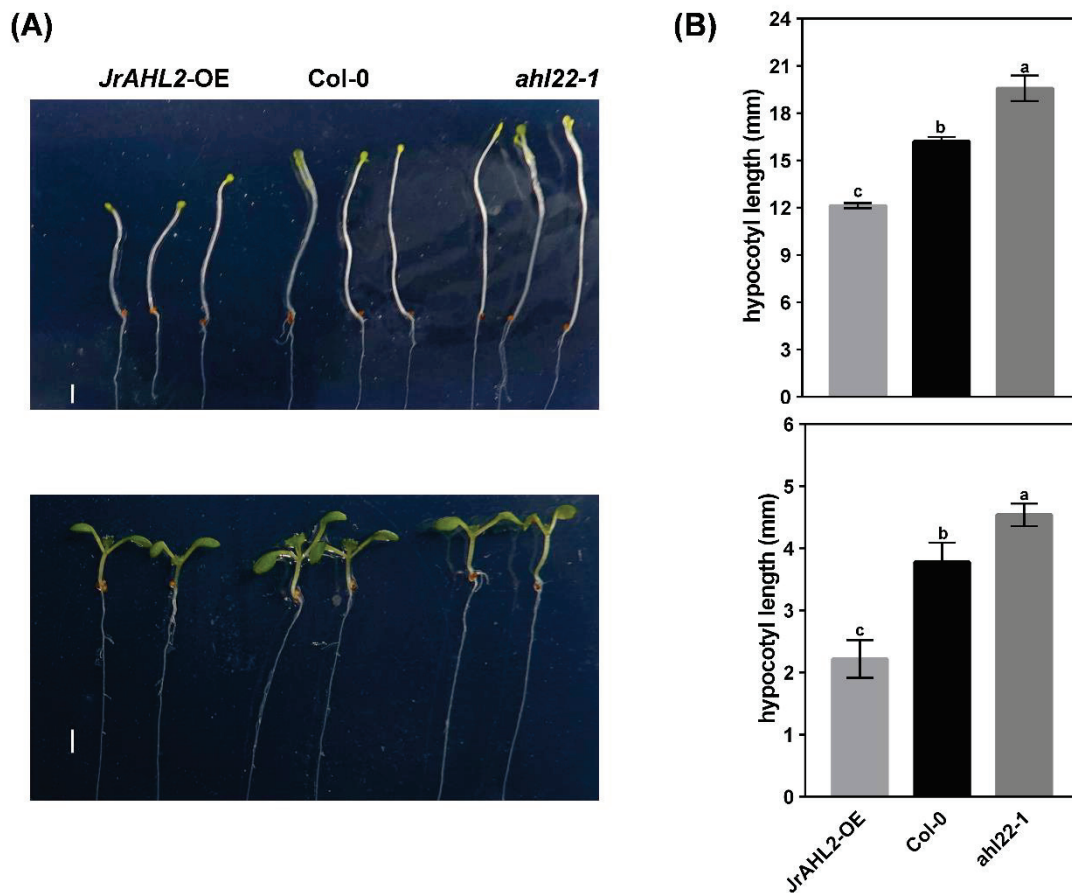 (A)
JrAHL2-OE Col-0 ahl22-1
(B)
hypocotyl length (mm)
24
21
18
15
12
9
6
3
0
c
b
a
hypocotyl length (mm)
6
5
4
3
2
1
0
c
b
a
JrAHL2-OE
Col-0
ahl22-1